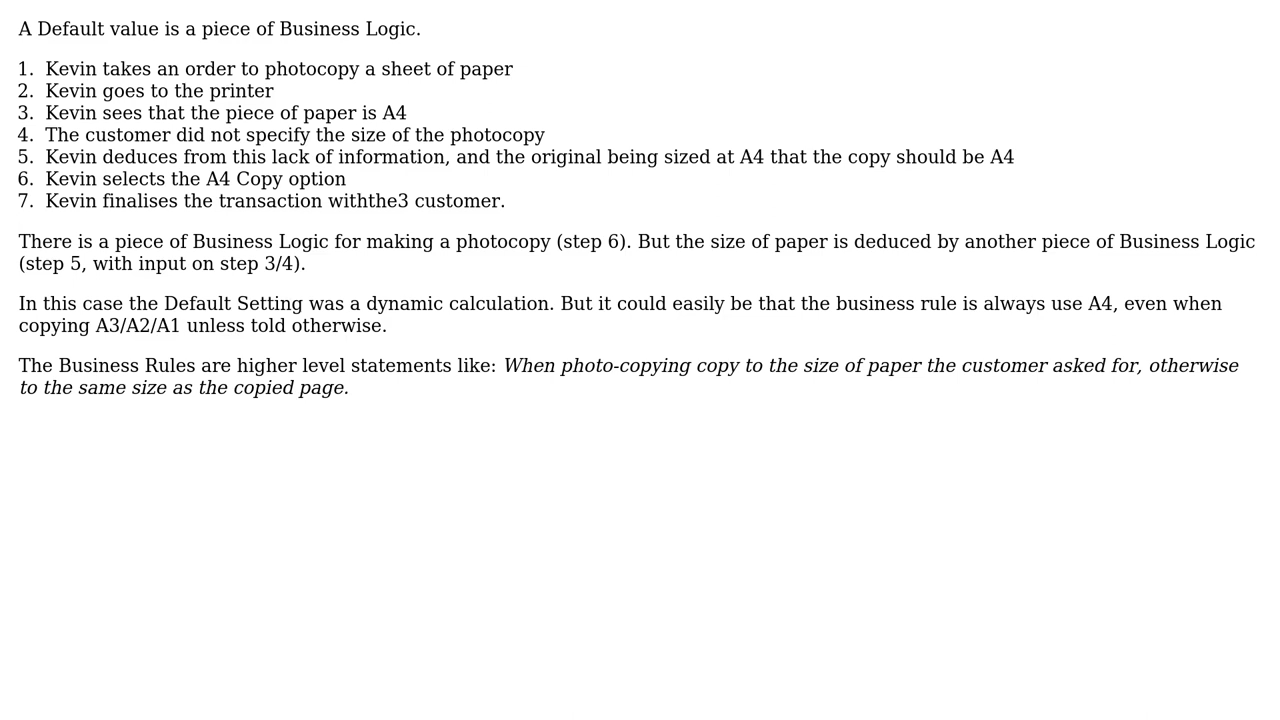 A Default value is a piece of Business Logic.
1. Kevin takes an order to photocopy a sheet of paper
2. Kevin goes to the printer
3. Kevin sees that the piece of paper is A4
4. The customer did not specify the size of the photocopy
5. Kevin deduces from this lack of information, and the original being sized at A4 that the copy should be A4
6. Kevin selects the A4 Copy option
7. Kevin finalises the transaction withthe3 customer.
There is a piece of Business Logic for making a photocopy (step 6). But the size of paper is deduced by another piece of Business Logic
(step 5, with input on step 3/4).
In this case the Default Setting was a dynamic calculation. But it could easily be that the business rule is always use A4, even when
copying A3/A2/A1 unless told otherwise.
The Business Rules are higher level statements like: When photo-copying copy to the size of paper the customer asked for, otherwise
to the same size as the copied page.